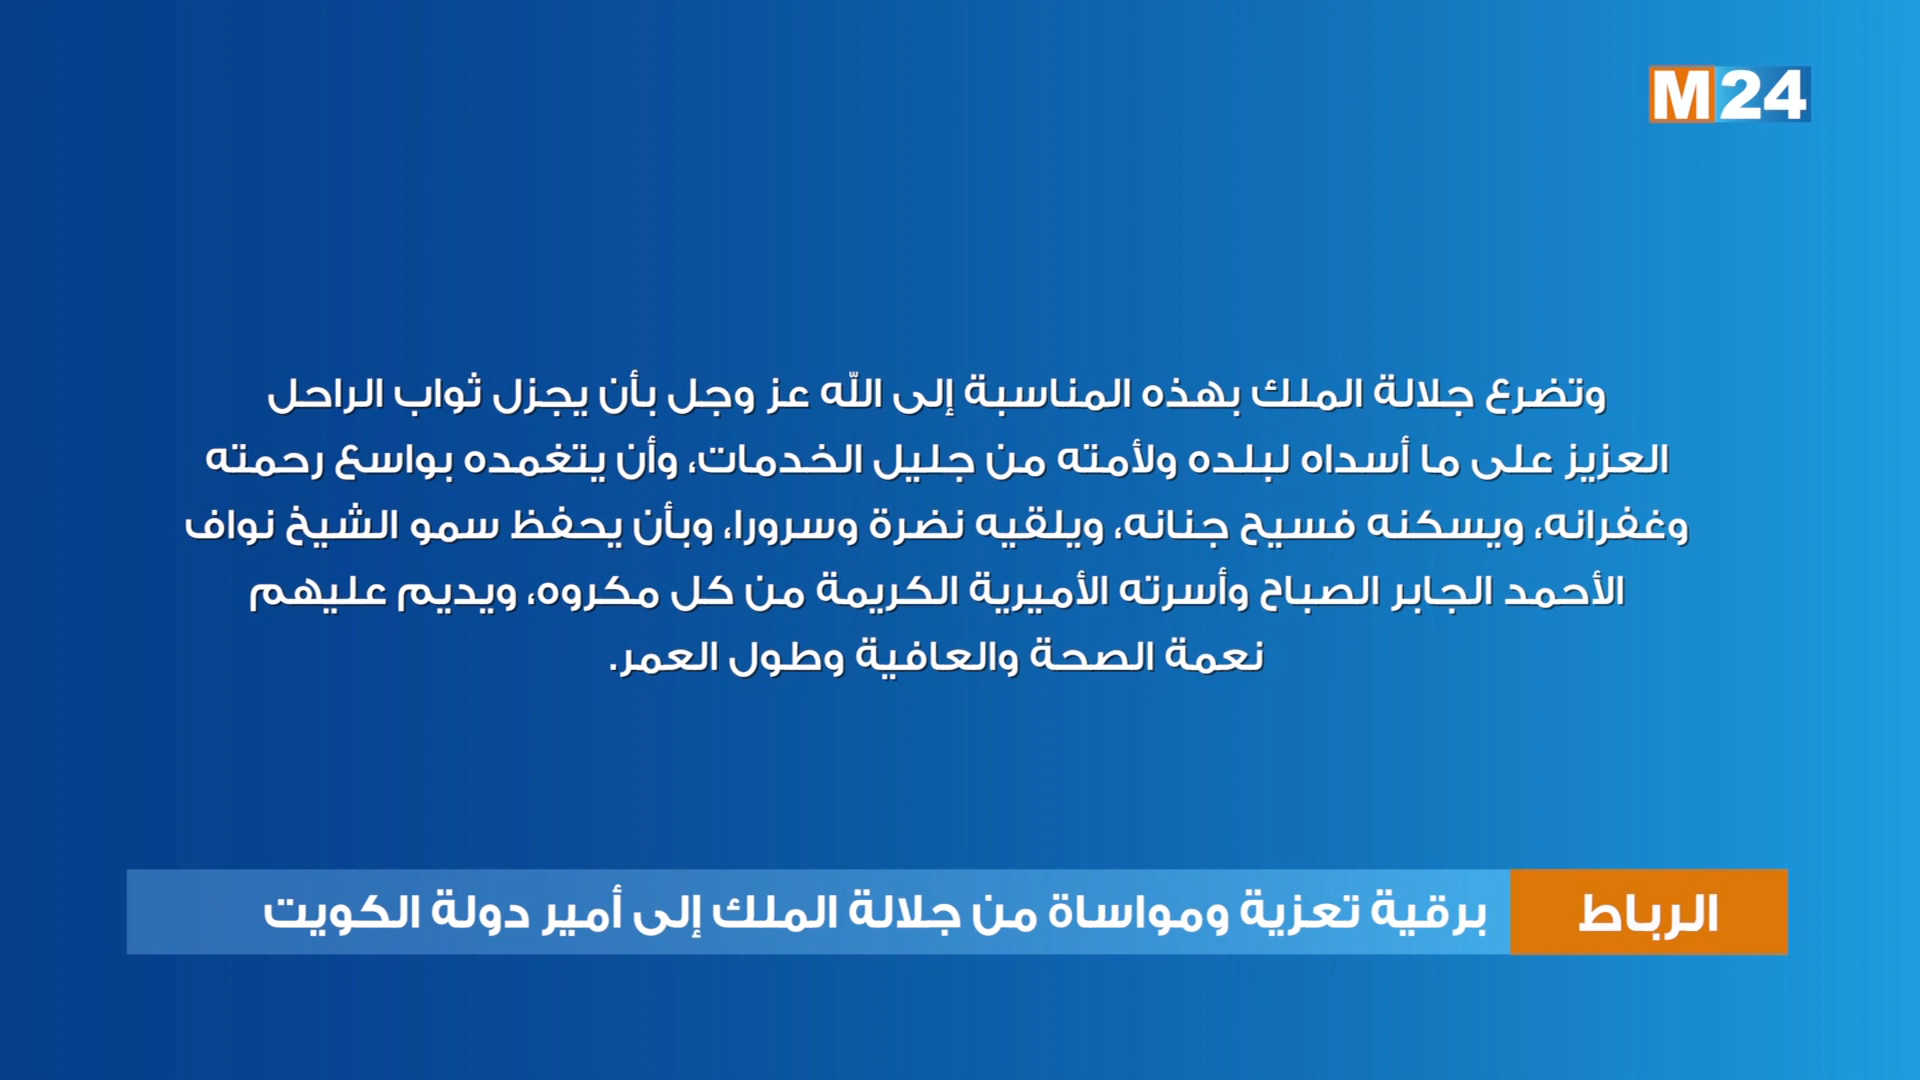 M24
وتضرع جلالة الملك بهذه المناسبة إلى الله عز وجل بأن يجزل ثواب الراحل
العزيز على ما أسداه لبلده ولأمته من جليل الخدمات، وأن يتغمده بواسع رحمته
وغفرانه، ويسكنه فسيح جنانه، ويلقيه نضرة وسرورا، وبأن يحفظ سمو الشيخ نواف
الأحمد الجابر الصباح وأسرته الأميرية الكريمة من كل مكروه، ويديم عليهم
نعمة الصحة والعافية وطول العمر.
الرباط
برقية تعزية ومواساة من جلالة الملك إلى أمير دولة الكويت